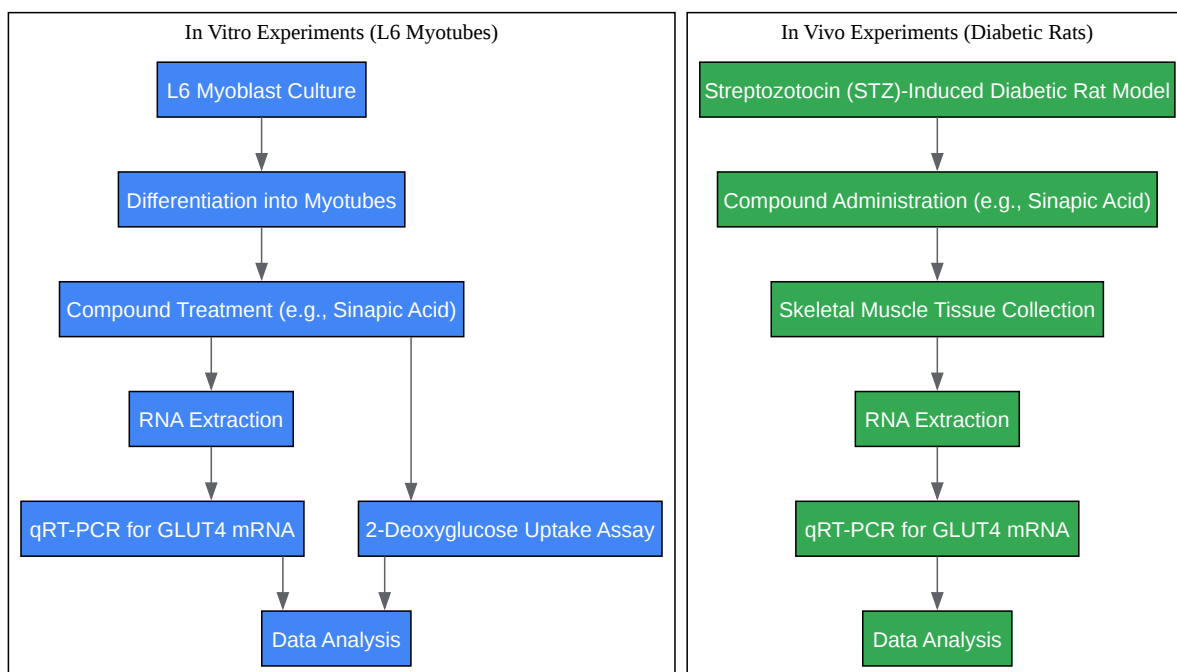 In Vitro Experiments (L6 Myotubes)
L6 Myoblast Culture
Differentiation into Myotubes
Compound Treatment (e.g., Sinapic Acid)
RNA Extraction
qRT-PCR for GLUT4 mRNA
2-Deoxyglucose Uptake Assay
Data Analysis
In Vivo Experiments (Diabetic Rats)
Streptozotocin (STZ)-Induced Diabetic Rat Model
Compound Administration (e.g., Sinapic Acid)
Skeletal Muscle Tissue Collection
RNA Extraction
qRT-PCR for GLUT4 mRNA
Data Analysis